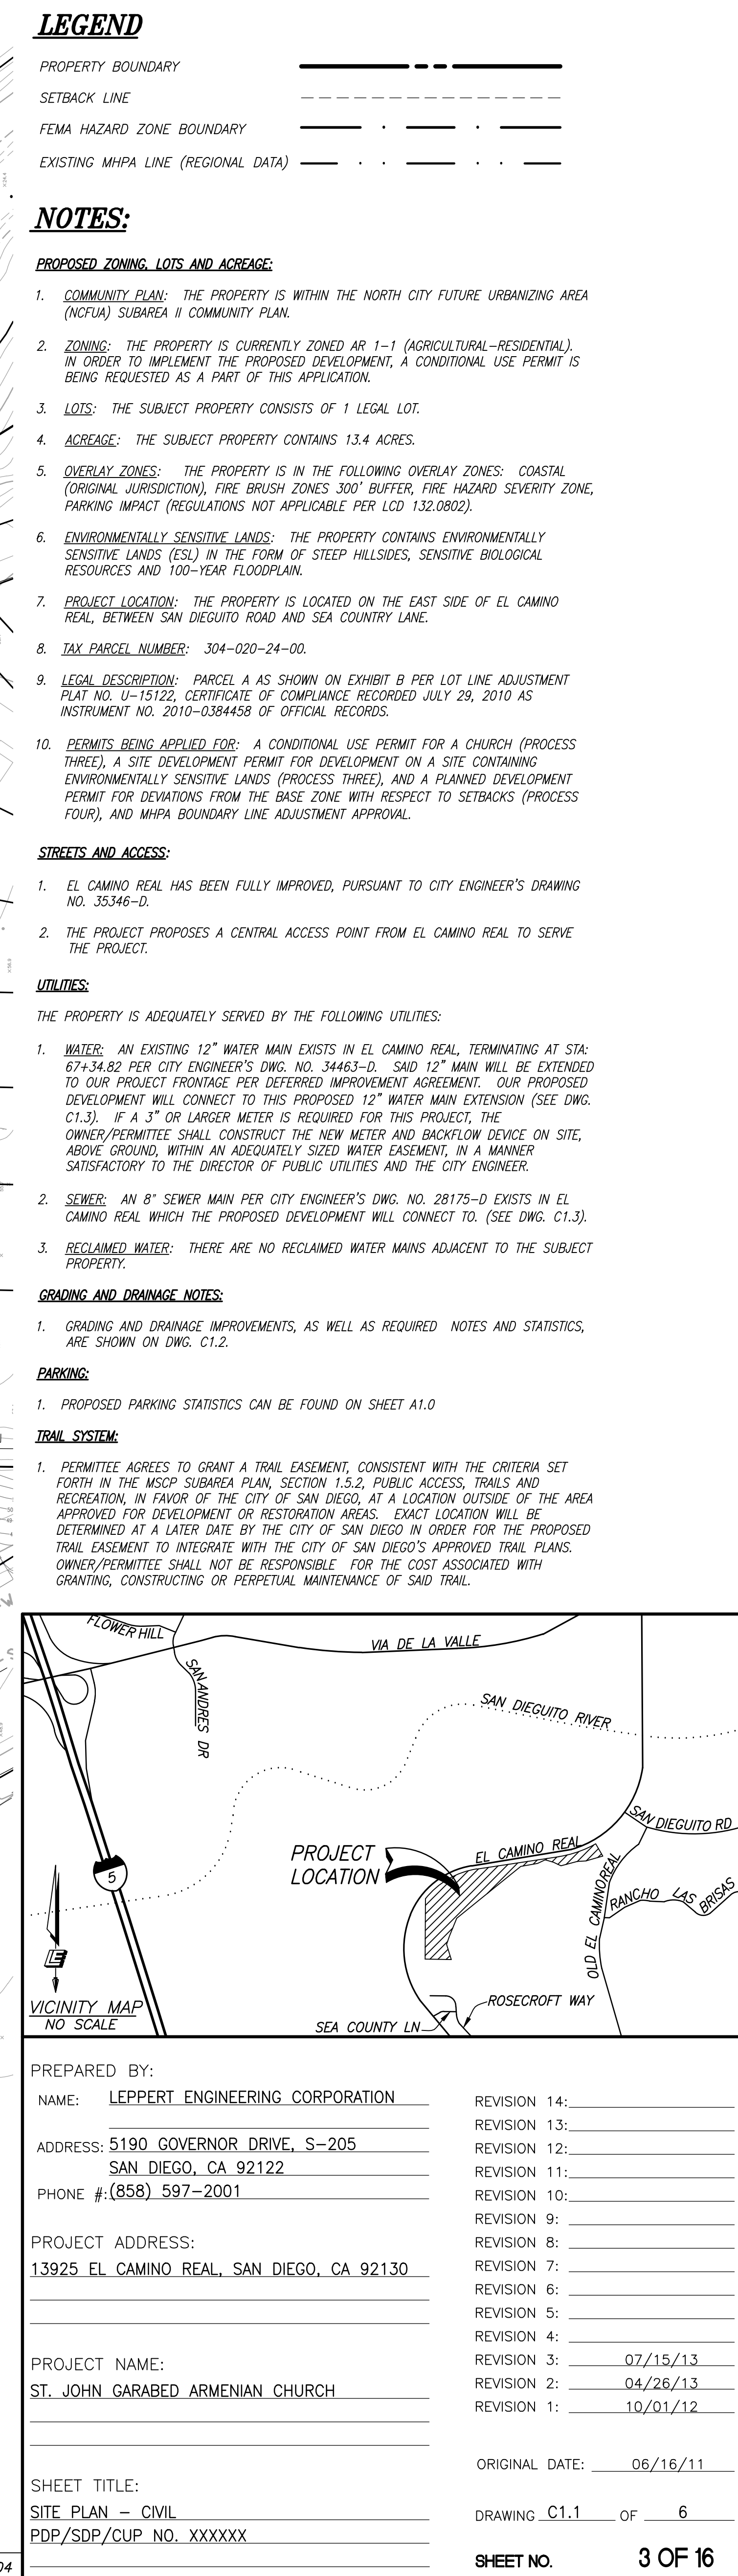 LEGEND
PROPERTY BOUNDARY
SETBACK LINE
FEMA HAZARD ZONE BOUNDARY
EXISTING MHPA LINE (REGIONAL DATA)
NOTES:
PROPOSED ZONING, LOTS AND ACREAGE:
1. COMMUNITY PLAN: THE PROPERTY IS WITHIN THE NORTH CITY FUTURE URBANIZING AREA
(NCFUA) SUBAREA II COMMUNITY PLAN.
2. ZONING: THE PROPERTY IS CURRENTLY ZONED AR 1-1 (AGRICULTURAL-RESIDENTIAL).
IN ORDER TO IMPLEMENT THE PROPOSED DEVELOPMENT, A CONDITIONAL USE PERMIT IS
BEING REQUESTED AS A PART OF THIS APPLICATION.
3. LOTS: THE SUBJECT PROPERTY CONSISTS OF 1 LEGAL LOT.
4. ACREAGE: THE SUBJECT PROPERTY CONTAINS 13.4 ACRES.
5. OVERLAY ZONES: THE PROPERTY IS IN THE FOLLOWING OVERLAY ZONES: COASTAL
(ORIGINAL JURISDICTION), FIRE BRUSH ZONES 300' BUFFER, FIRE HAZARD SEVERITY ZONE,
PARKING IMPACT (REGULATIONS NOT APPLICABLE PER LCD 132.0802).
6. ENVIRONMENTALLY SENSITIVE LANDS: THE PROPERTY CONTAINS ENVIRONMENTALLY
SENSITIVE LANDS (ESL) IN THE FORM OF STEEP HILLSIDES, SENSITIVE BIOLOGICAL
RESOURCES AND 100-YEAR FLOODPLAIN.
7. PROJECT LOCATION: THE PROPERTY IS LOCATED ON THE EAST SIDE OF EL CAMINO
REAL, BETWEEN SAN DIEGUITO ROAD AND SEA COUNTRY LANE.
8. TAX PARCEL NUMBER: 304-020-24-00.
9. LEGAL DESCRIPTION: PARCEL A AS SHOWN ON EXHIBIT B PER LOT LINE ADJUSTMENT
PLAT NO. U-15122, CERTIFICATE OF COMPLIANCE RECORDED JULY 29, 2010 AS
INSTRUMENT NO. 2010-0384458 OF OFFICIAL RECORDS.
10. PERMITS BEING APPLIED FOR: A CONDITIONAL USE PERMIT FOR A CHURCH (PROCESS
THREE), A SITE DEVELOPMENT PERMIT FOR DEVELOPMENT ON A SITE CONTAINING
ENVIRONMENTALLY SENSITIVE LANDS (PROCESS THREE), AND A PLANNED DEVELOPMENT
PERMIT FOR DEVIATIONS FROM THE BASE ZONE WITH RESPECT TO SETBACKS (PROCESS
FOUR), AND MHPA BOUNDARY LINE ADJUSTMENT APPROVAL.
STREETS AND ACCESS:
1. EL CAMINO REAL HAS BEEN FULLY IMPROVED, PURSUANT TO CITY ENGINEER'S DRAWING
NO. 35346-D.
2. THE PROJECT PROPOSES A CENTRAL ACCESS POINT FROM EL CAMINO REAL TO SERVE
THE PROJECT.
UTILITIES:
THE PROPERTY IS ADEQUATELY SERVED BY THE FOLLOWING UTILITIES:
1. WATER: AN EXISTING 12" WATER MAIN EXISTS IN EL CAMINO REAL, TERMINATING AT STA:
67+34.82 PER CITY ENGINEER'S DWG. NO. 34463-D. SAID 12" MAIN WILL BE EXTENDED
TO OUR PROJECT FRONTAGE PER DEFERRED IMPROVEMENT AGREEMENT. OUR PROPOSED
DEVELOPMENT WILL CONNECT TO THIS PROPOSED 12" WATER MAIN EXTENSION (SEE DWG.
C1.3). IF A 3" OR LARGER METER IS REQUIRED FOR THIS PROJECT, THE
OWNER/PERMITTEE SHALL CONSTRUCT THE NEW METER AND BACKFLOW DEVICE ON SITE,
ABOVE GROUND, WITHIN AN ADEQUATELY SIZED WATER EASEMENT, IN A MANNER
SATISFACTORY TO THE DIRECTOR OF PUBLIC UTILITIES AND THE CITY ENGINEER.
2. SEWER: AN 8" SEWER MAIN PER CITY ENGINEER'S DWG. NO. 28175-D EXISTS IN EL
CAMINO REAL WHICH THE PROPOSED DEVELOPMENT WILL CONNECT TO. (SEE DWG. C1.3).
3. RECLAIMED WATER: THERE ARE NO RECLAIMED WATER MAINS ADJACENT TO THE SUBJECT
PROPERTY.
GRADING AND DRAINAGE NOTES:
1. GRADING AND DRAINAGE IMPROVEMENTS, AS WELL AS REQUIRED NOTES AND STATISTICS,
ARE SHOWN ON DWG. C1.2.
PARKING:
1. PROPOSED PARKING STATISTICS CAN BE FOUND ON SHEET A1.0
TRAIL SYSTEM:
1. PERMITTEE AGREES TO GRANT A TRAIL EASEMENT, CONSISTENT WITH THE CRITERIA SET
FORTH IN THE MSCP SUBAREA PLAN, SECTION 1.5.2, PUBLIC ACCESS, TRAILS AND
RECREATION, IN FAVOR OF THE CITY OF SAN DIEGO, AT A LOCATION OUTSIDE OF THE AREA
APPROVED FOR DEVELOPMENT OR RESTORATION AREAS. EXACT LOCATION WILL BE
DETERMINED AT A LATER DATE BY THE CITY OF SAN DIEGO IN ORDER FOR THE PROPOSED
TRAIL EASEMENT TO INTEGRATE WITH THE CITY OF SAN DIEGO'S APPROVED TRAIL PLANS.
OWNER/PERMITTEE SHALL NOT BE RESPONSIBLE FOR THE COST ASSOCIATED WITH
GRANTING, CONSTRUCTING OR PERPETUAL MAINTENANCE OF SAID TRAIL.
FLOWER HILL
VIA DE LA VALLE
SAN ANDRES DR
SAN DIEGUITO RIVER
SAN DIEGUITO RD
EL CAMINO REAL
PROJECT
LOCATION
5
OLD EL CAMINO REAL
RANCHO LAS BRISAS
ROSECROFT WAY
SEA COUNTY LN
VICINITY MAP
NO SCALE
PREPARED BY:
NAME: LEPPERT ENGINEERING CORPORATION
ADDRESS: 5190 GOVERNOR DRIVE, S-205
SAN DIEGO, CA 92122
PHONE #: (858) 597-2001
PROJECT ADDRESS:
13925 EL CAMINO REAL, SAN DIEGO, CA 92130
PROJECT NAME:
ST. JOHN GARABED ARMENIAN CHURCH
SHEET TITLE:
SITE PLAN - CIVIL
PDP/SDP/CUP NO. XXXXXX
REVISION 14:
REVISION 13:
REVISION 12:
REVISION 11:
REVISION 10:
REVISION 9:
REVISION 8:
REVISION 7:
REVISION 6:
REVISION 5:
REVISION 4:
REVISION 3: 07/15/13
REVISION 2: 04/26/13
REVISION 1: 10/01/12
ORIGINAL DATE: 06/16/11
DRAWING C1.1 OF 6
SHEET NO. 3 OF 16
04